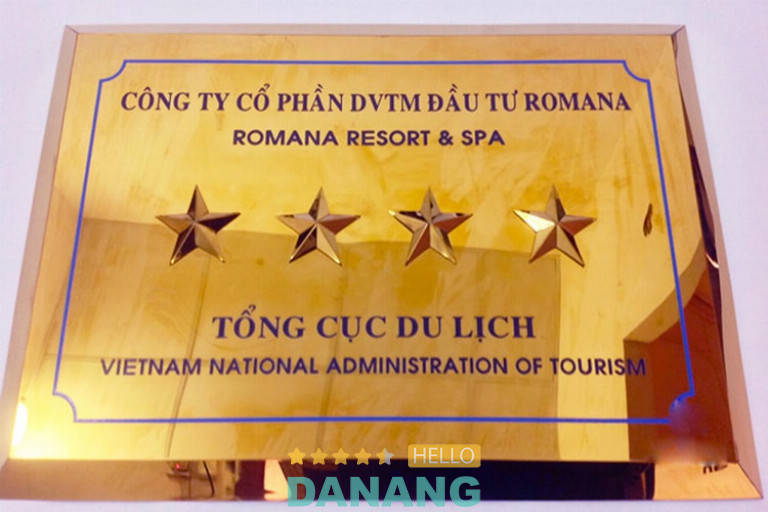 CÔNG TY CỔ PHẦN DVTM ĐẦU TƯ ROMANA
ROMANA RESORT & SPA
TỔNG CỤC DU LỊCH
VIETNAM NATIONAL ADMINISTRATION OF TOURISM
HELLO
DANANG